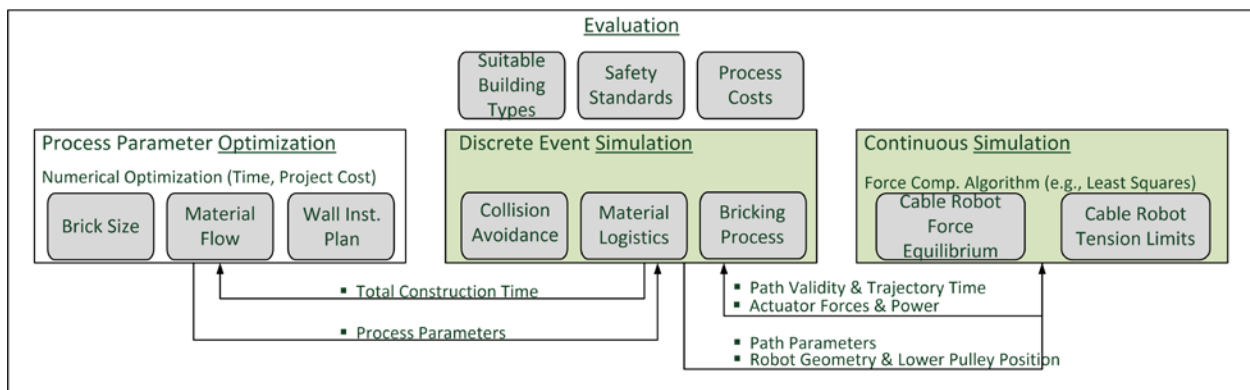 Evaluation
Suitable
Building
Types
Safety
Standards
Process
Costs
Process Parameter Optimization
Numerical Optimization (Time, Project Cost)
Brick Size
Material
Flow
Wall Inst.
Plan
Discrete Event Simulation
Collision
Avoidance
Material
Logistics
Bricking
Process
Continuous Simulation
Force Comp. Algorithm (e.g., Least Squares)
Cable Robot
Force
Equilibrium
Cable Robot
Tension Limits
▪ Total Construction Time
▪ Process Parameters
▪ Path Validity & Trajectory Time
▪ Actuator Forces & Power
▪ Path Parameters
▪ Robot Geometry & Lower Pulley Position